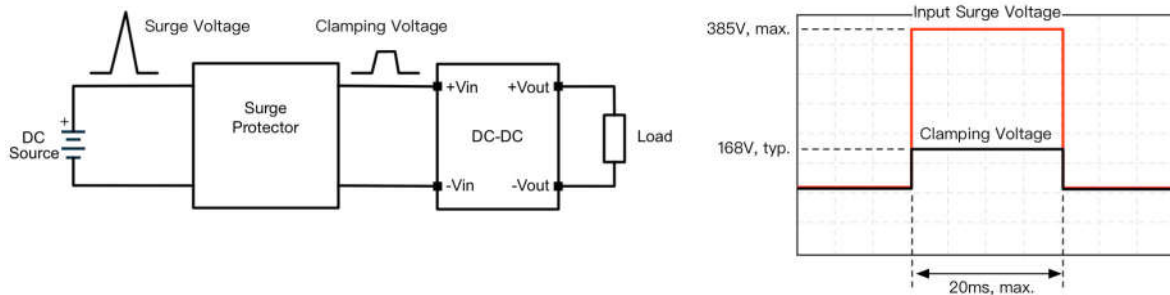 Surge Voltage
Clamping Voltage
+
DC
Source
Surge
Protector
+Vin
+Vout
DC-DC
-Vin
-Vout
Load
Input Surge Voltage
385V, max.
Clamping Voltage
168V, typ.
20ms, max.